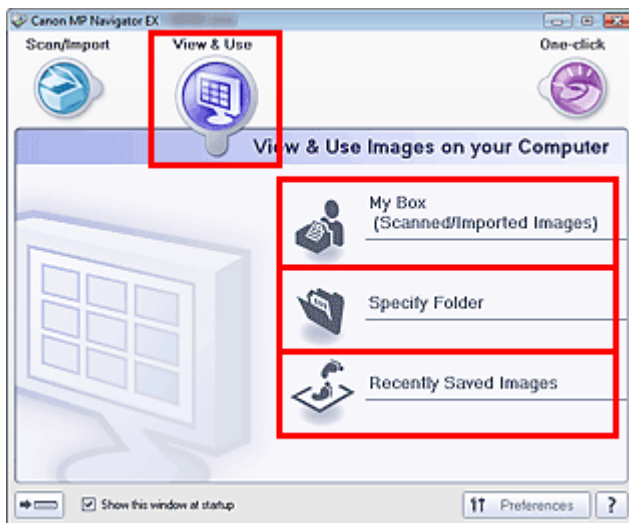 Canon MP Navigator EX
Scan/Import
View & Use
One-click
View & Use Images on your Computer
My Box
(Scanned/Imported Images)
Specify Folder
Recently Saved Images
Show this window at startup
Preferences
?